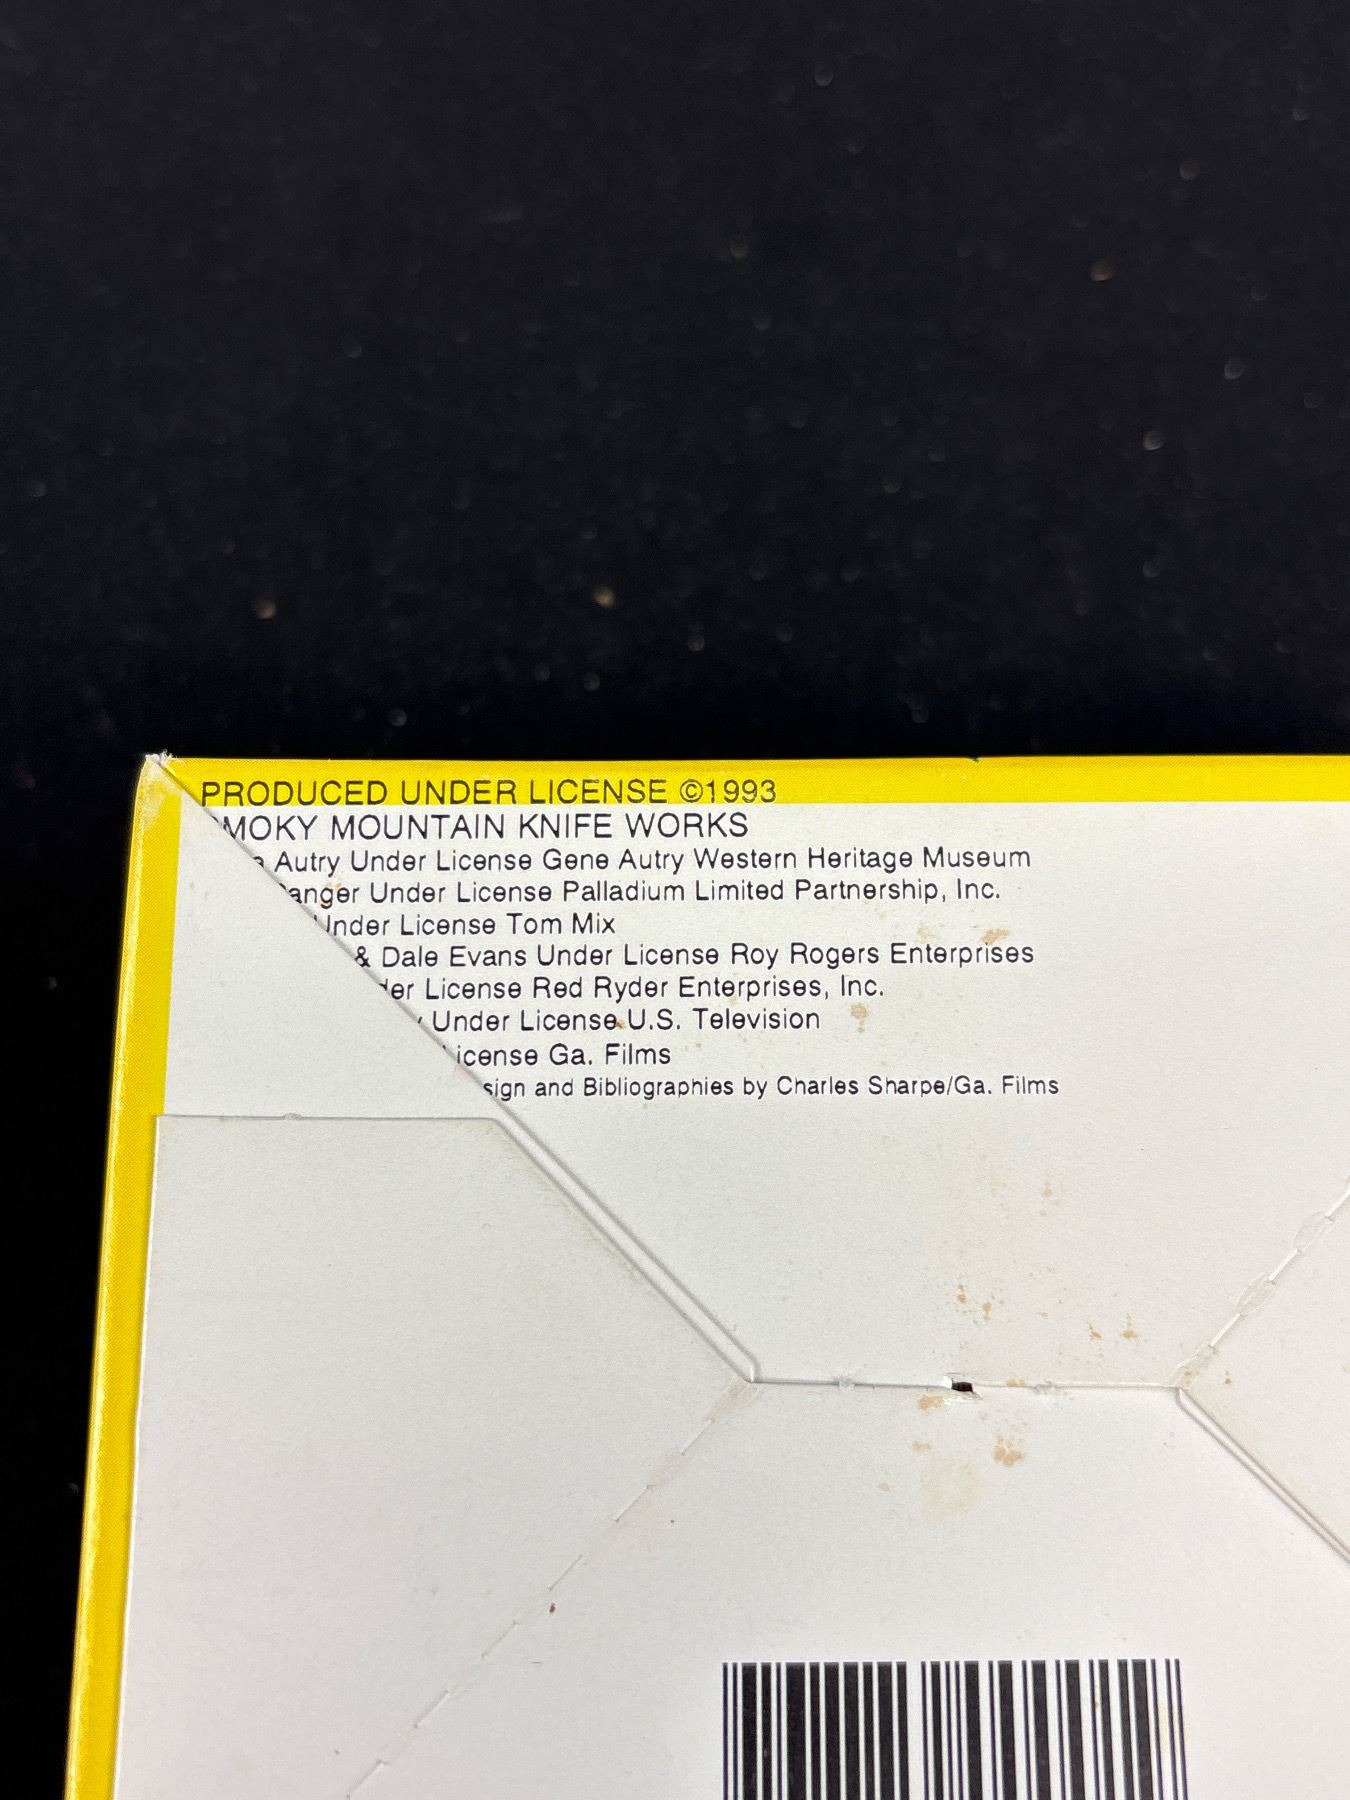 PRODUCED UNDER LICENSE ©1993
MOKY MOUNTAIN KNIFE WORKS
e Autry Under License Gene Autry Western Heritage Museum
anger Under License Palladium Limited Partnership, Inc.
Under License Tom Mix
& Dale Evans Under License Roy Rogers Enterprises
der License Red Ryder Enterprises, Inc.
Under License U.S. Television
License Ga. Films
sign and Bibliographies by Charles Sharpe/Ga. Films